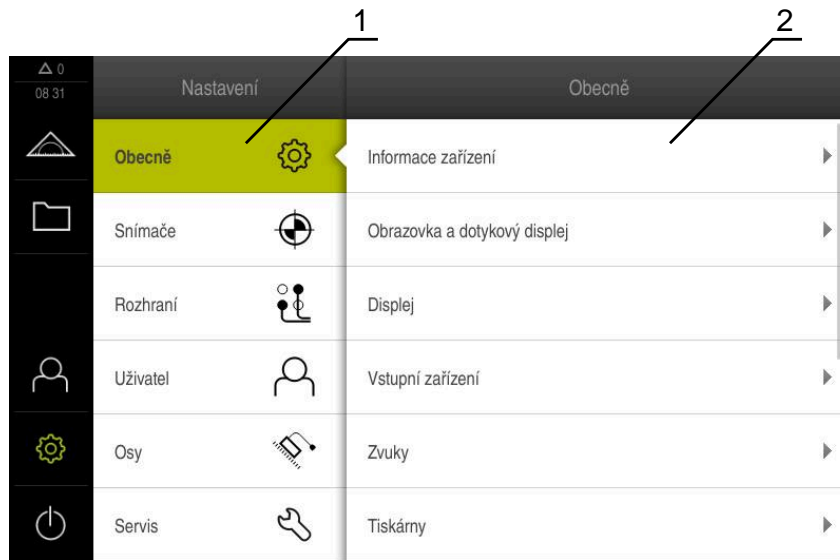 1
2
0
08 31
Nastavení
Obecně
Obecně
Snímače
Rozhraní
Uživatel
Osy
Servis
Informace zařízení
Obrazovka a dotykový displej
Displej
Vstupní zařízení
Zvuky
Tiskárny